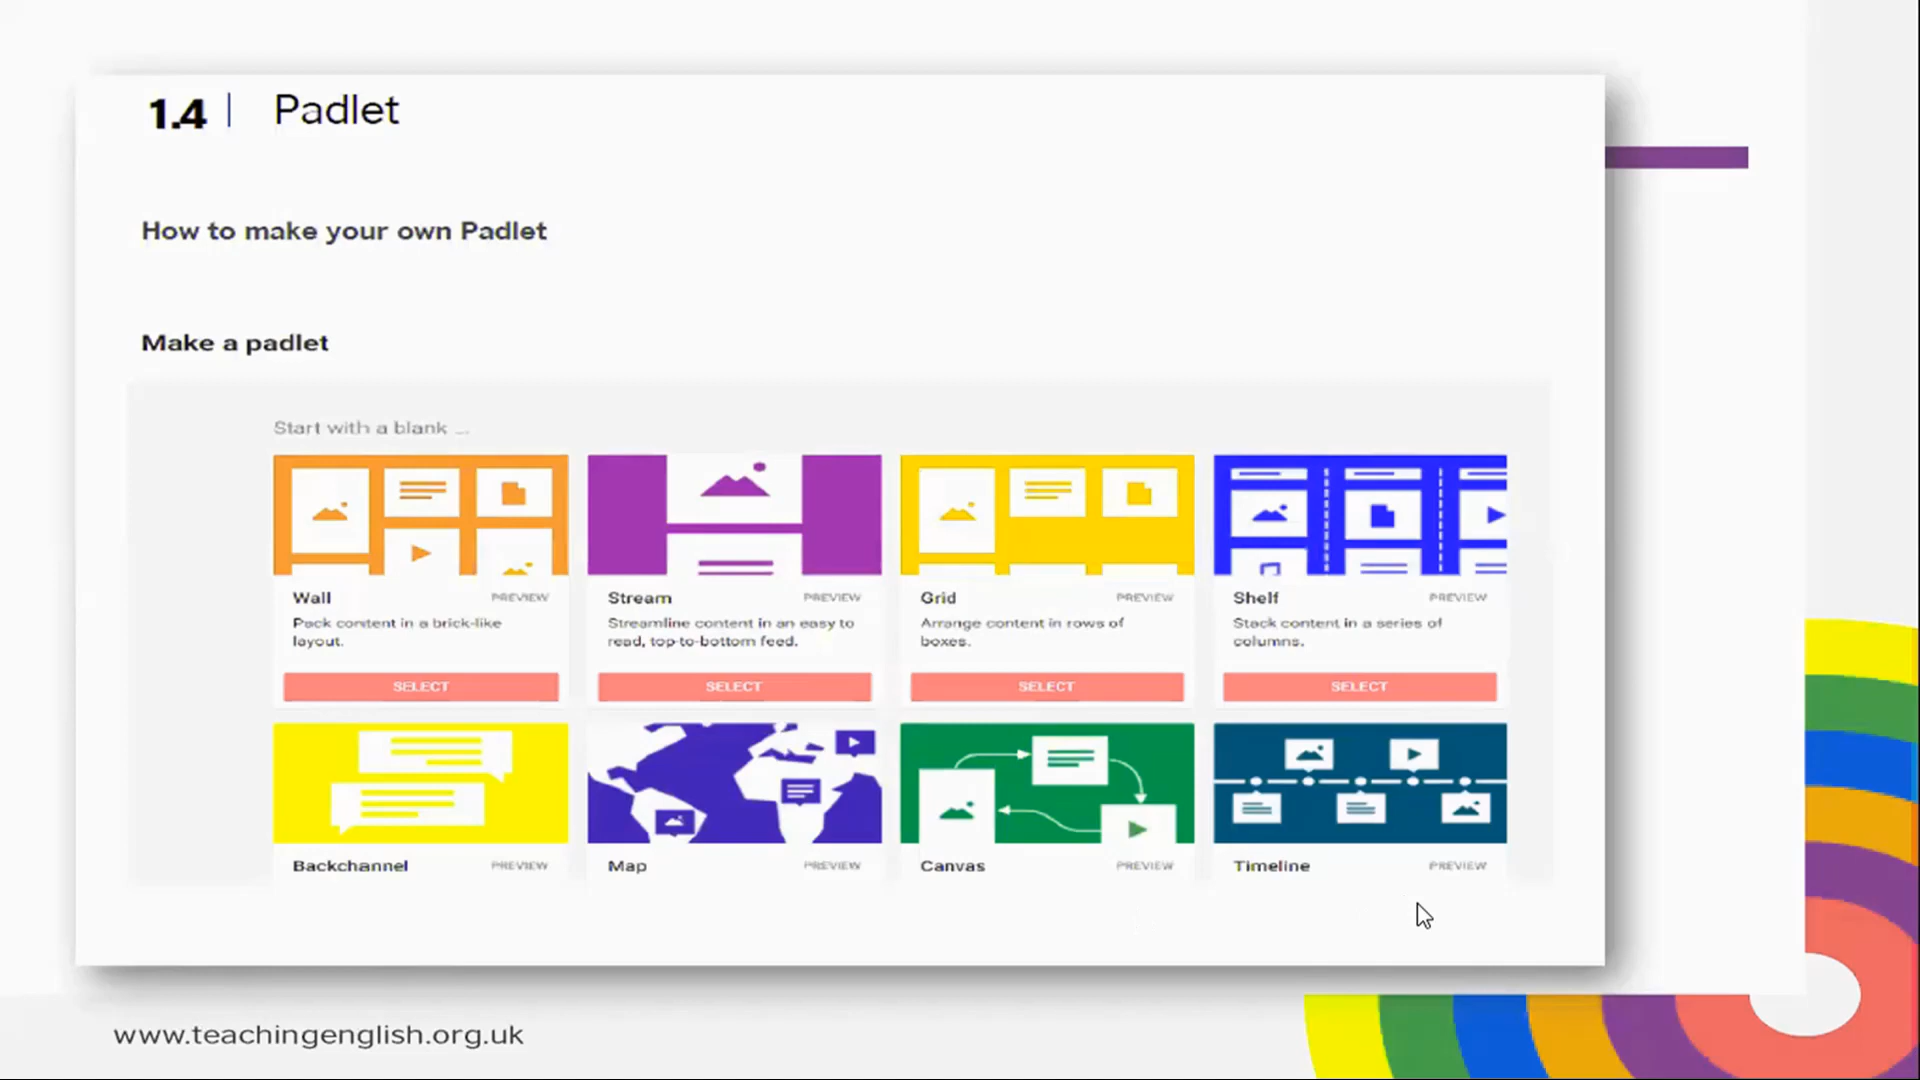 1.4 | Padlet
How to make your own Padlet
Make a padlet
Start with a blank ...
Wall PREVIEW
Pack content in a brick-like
layout.
SELECT
Stream PREVIEW
Streamline content in an easy to
read, top-to-bottom feed.
SELECT
Grid PREVIEW
Arrange content in rows of
boxes.
SELECT
Shelf PREVIEW
Stack content in a series of
columns.
SELECT
Backchannel PREVIEW
Map PREVIEW
Canvas PREVIEW
Timeline PREVIEW
www.teachingenglish.org.uk